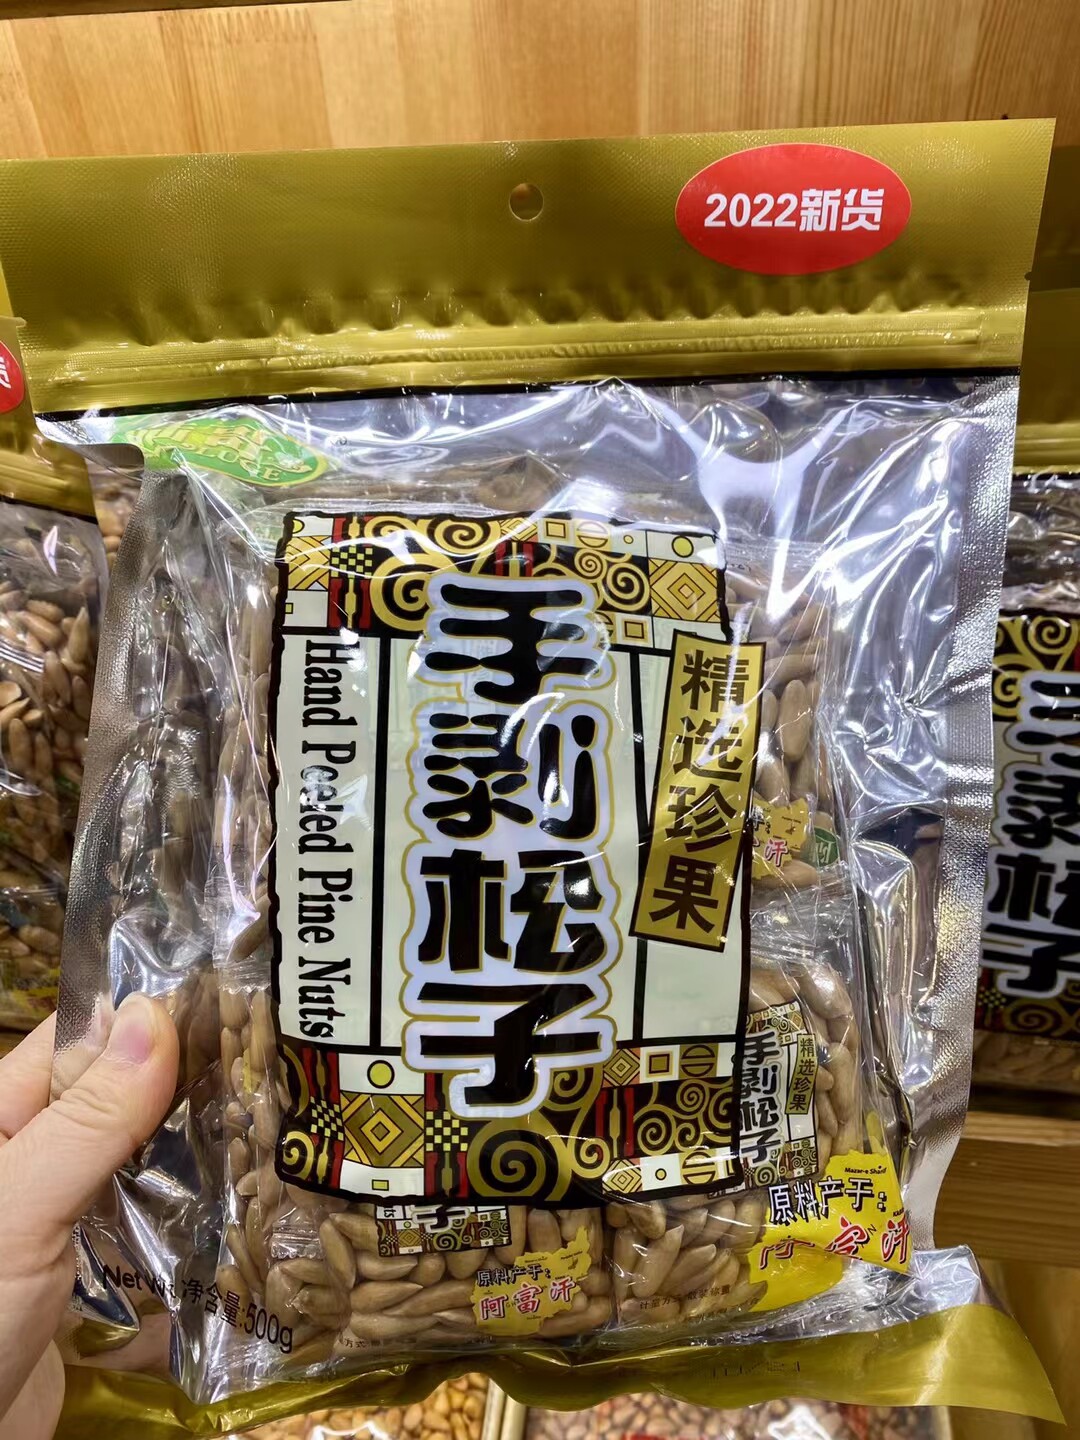 2022新货
手剥松子
精选珍果
Hand Peeled Pine Nuts
手剥松子
精选珍果
Mazar-e Sharif
原料产于:
阿富汗
原料产于:
阿富汗
净含量:500g